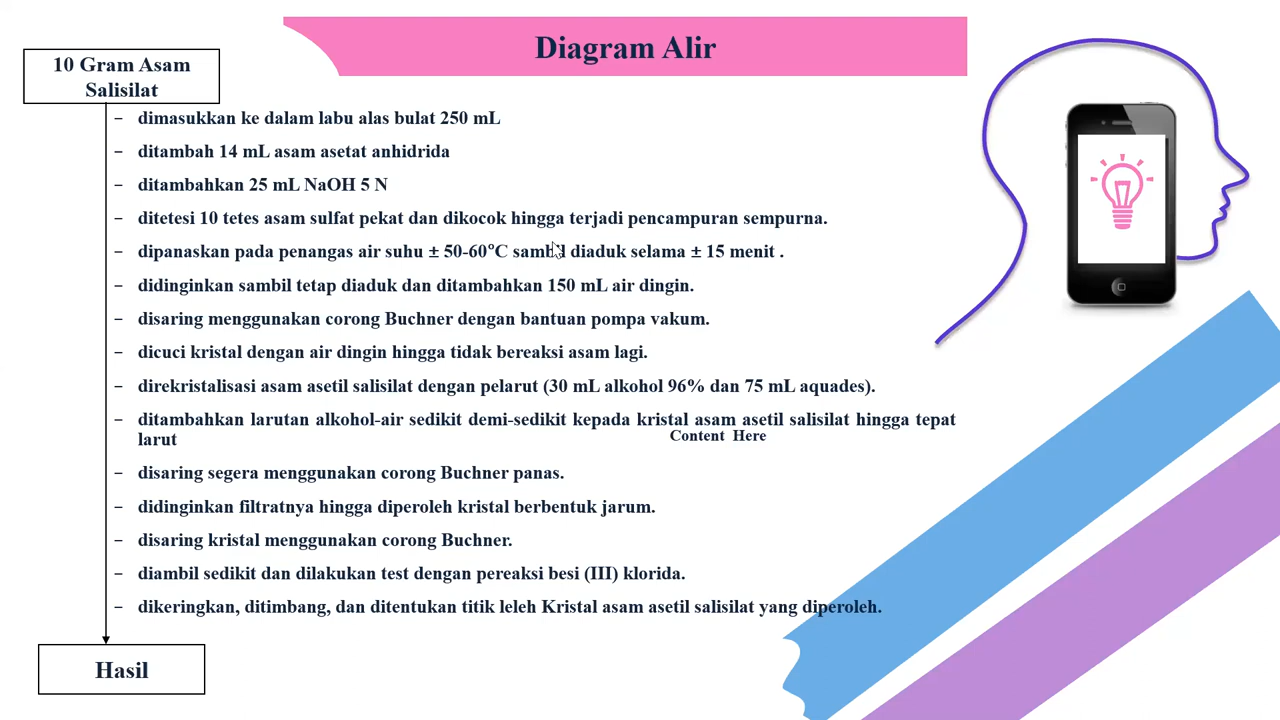 Diagram Alir
10 Gram Asam
Salisilat
− dimasukkan ke dalam labu alas bulat 250 mL
− ditambah 14 mL asam asetat anhidrida
− ditambahkan 25 mL NaOH 5 N
− ditetesi 10 tetes asam sulfat pekat dan dikocok hingga terjadi pencampuran sempurna.
− dipanaskan pada penangas air suhu ± 50-60°C sambil diaduk selama ± 15 menit .
− didinginkan sambil tetap diaduk dan ditambahkan 150 mL air dingin.
− disaring menggunakan corong Buchner dengan bantuan pompa vakum.
− dicuci kristal dengan air dingin hingga tidak bereaksi asam lagi.
− direkristalisasi asam asetil salisilat dengan pelarut (30 mL alkohol 96% dan 75 mL aquades).
− ditambahkan larutan alkohol-air sedikit demi-sedikit kepada kristal asam asetil salisilat hingga tepat
larut
Content Here
− disaring segera menggunakan corong Buchner panas.
− didinginkan filtratnya hingga diperoleh kristal berbentuk jarum.
− disaring kristal menggunakan corong Buchner.
− diambil sedikit dan dilakukan test dengan pereaksi besi (III) klorida.
− dikeringkan, ditimbang, dan ditentukan titik leleh Kristal asam asetil salisilat yang diperoleh.
Hasil